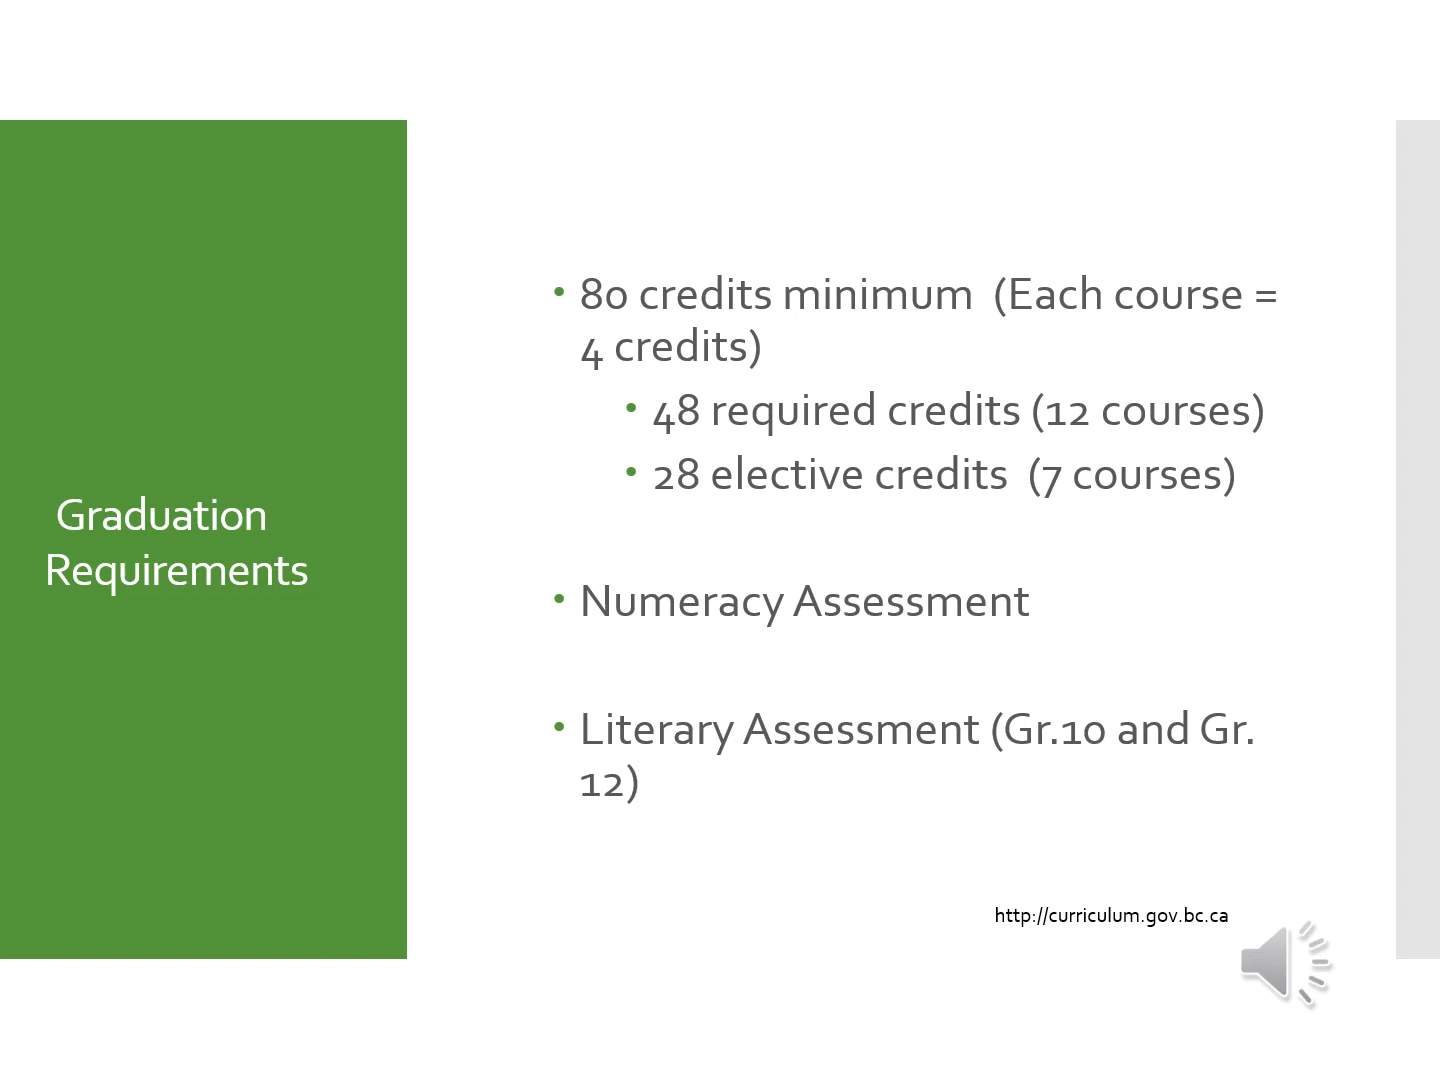 Graduation
Requirements
• 80 credits minimum  (Each course =
4 credits)
• 48 required credits (12 courses)
• 28 elective credits  (7 courses)
• Numeracy Assessment
• Literary Assessment (Gr.10 and Gr.
12)
http://curriculum.gov.bc.ca